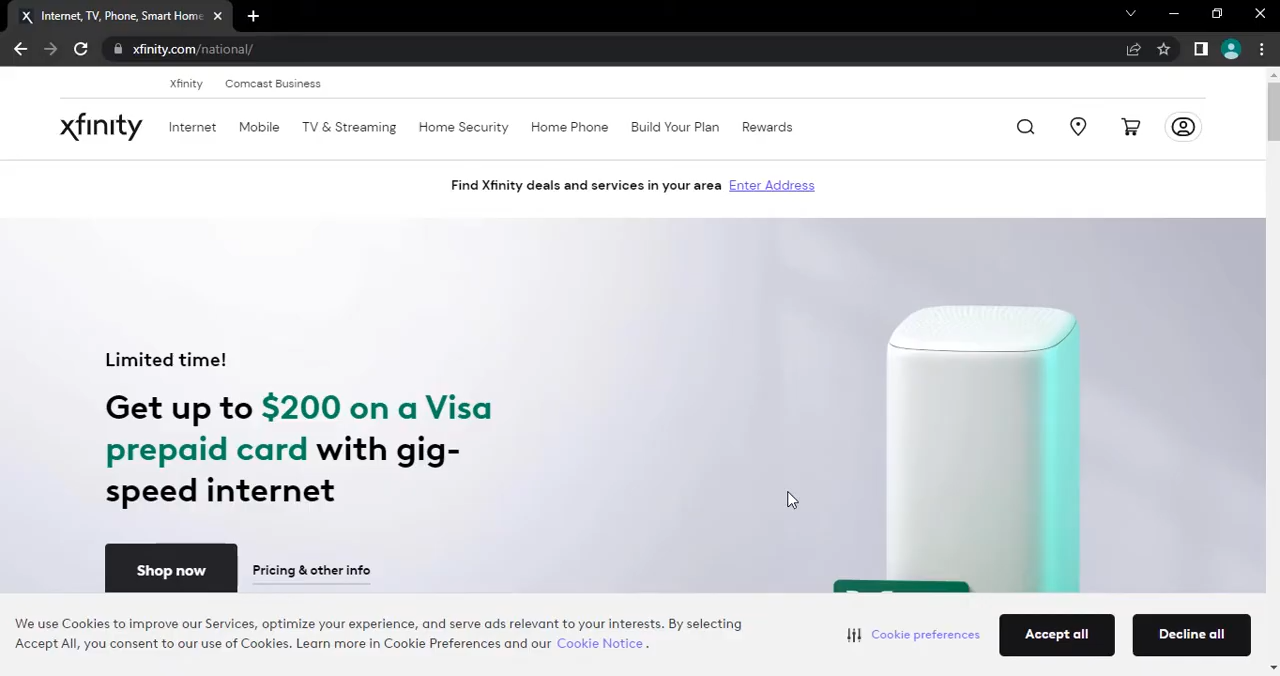 Internet, TV, Phone, Smart Home
xfinity.com/national/
Xfinity
Comcast Business
xfinity
Internet
Mobile
TV & Streaming
Home Security
Home Phone
Build Your Plan
Rewards
Find Xfinity deals and services in your area Enter Address
Limited time!
Get up to $200 on a Visa
prepaid card with gig-
speed internet
Shop now
Pricing & other info
We use Cookies to improve our Services, optimize your experience, and serve ads relevant to your interests. By selecting
Accept All, you consent to our use of Cookies. Learn more in Cookie Preferences and our Cookie Notice .
Cookie preferences
Accept all
Decline all